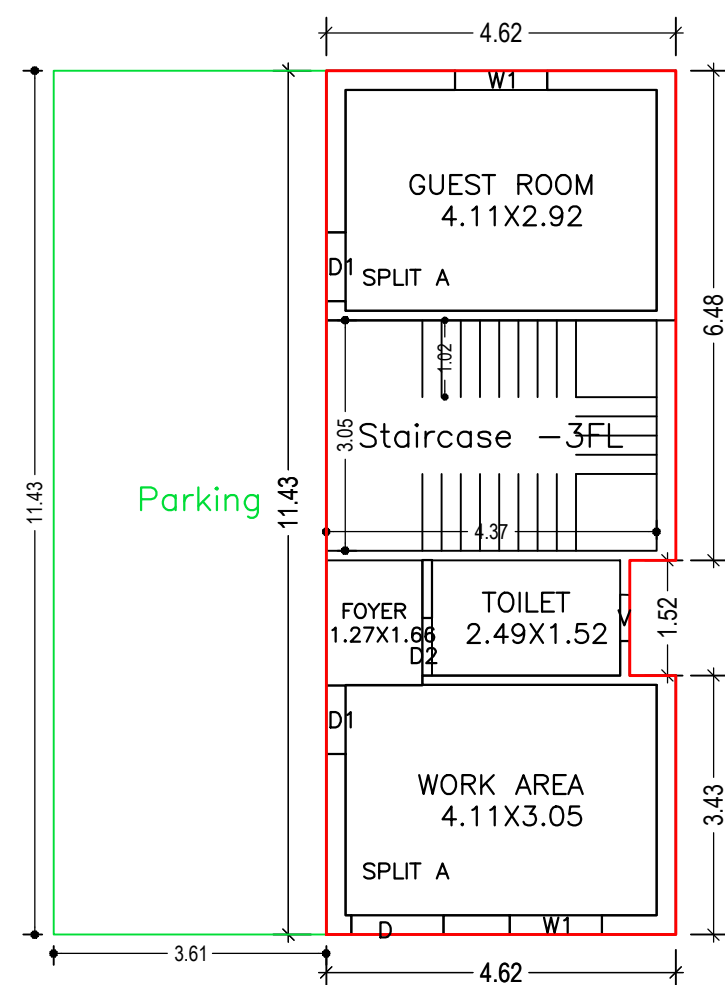 4.62
W1
GUEST ROOM
4.11X2.92
D1
SPLIT A
6.48
1.02
3.05
Staircase -3FL
11.43
Parking
11.43
4.37
FOYER
1.27X1.66
D2
TOILET
2.49X1.52
V
1.52
D1
WORK AREA
4.11X3.05
3.43
SPLIT A
D
W1
3.61
4.62